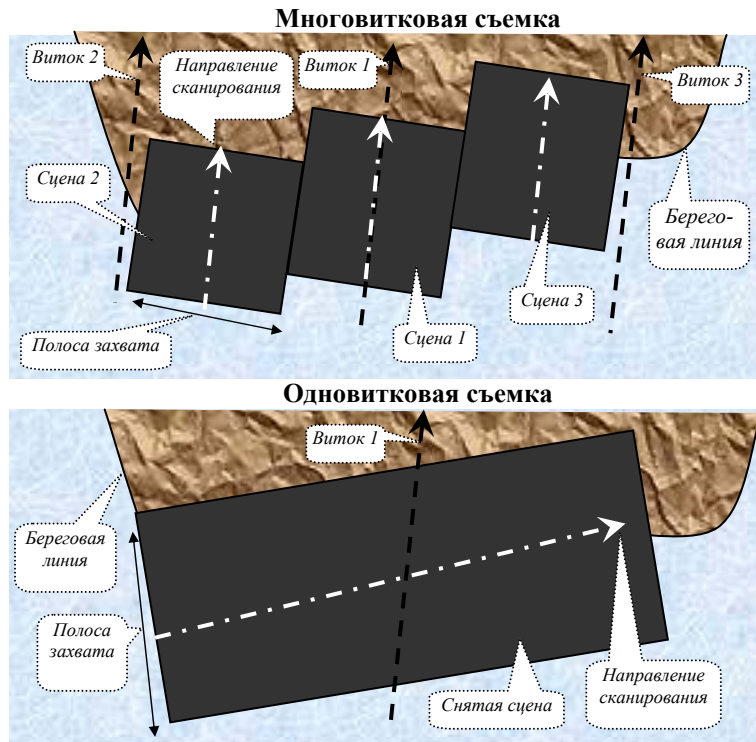 Многовитковая съемка
Виток 2
Направление
сканирования
Виток 1
Виток 3
Сцена 2
Берего-
вая линия
Сцена 3
Сцена 1
Полоса захвата
Одновитковая съемка
Виток 1
Береговая
линия
Полоса
захвата
Снятая сцена
Направление
сканирования